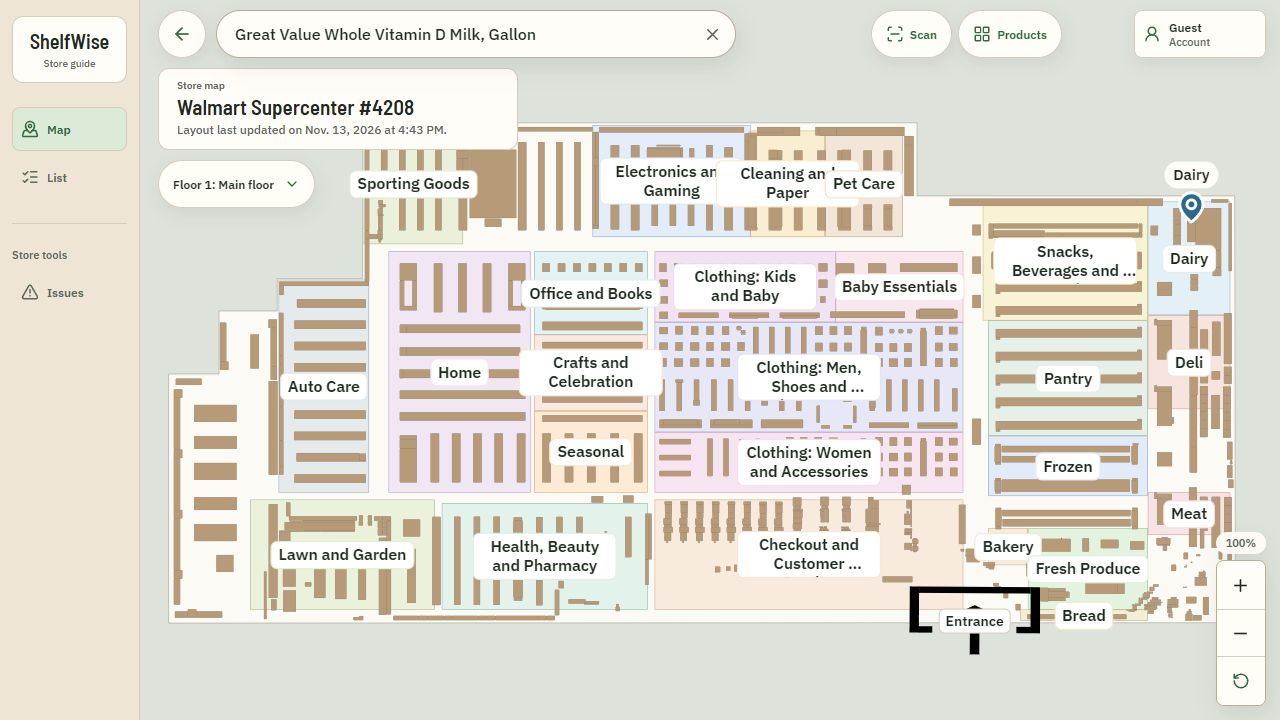 ShelfWise
Store guide
Map
List
Store tools
Issues
Great Value Whole Vitamin D Milk, Gallon
Scan
Products
Guest
Account
Store map
Walmart Supercenter #4208
Layout last updated on Nov. 13, 2026 at 4:43 PM.
Floor 1: Main floor
Dairy
Sporting Goods
Electronics an
Gaming
Cleaning an
Paper
Pet Care
Snacks,
Beverages and ...
Dairy
Office and Books
Clothing: Kids
and Baby
Baby Essentials
Auto Care
Home
Crafts and
Celebration
Clothing: Men,
Shoes and ...
Pantry
Deli
Seasonal
Clothing: Women
and Accessories
Frozen
Meat
Lawn and Garden
Health, Beauty
and Pharmacy
Checkout and
Customer ...
Bakery
Fresh Produce
Entrance
Bread
100%